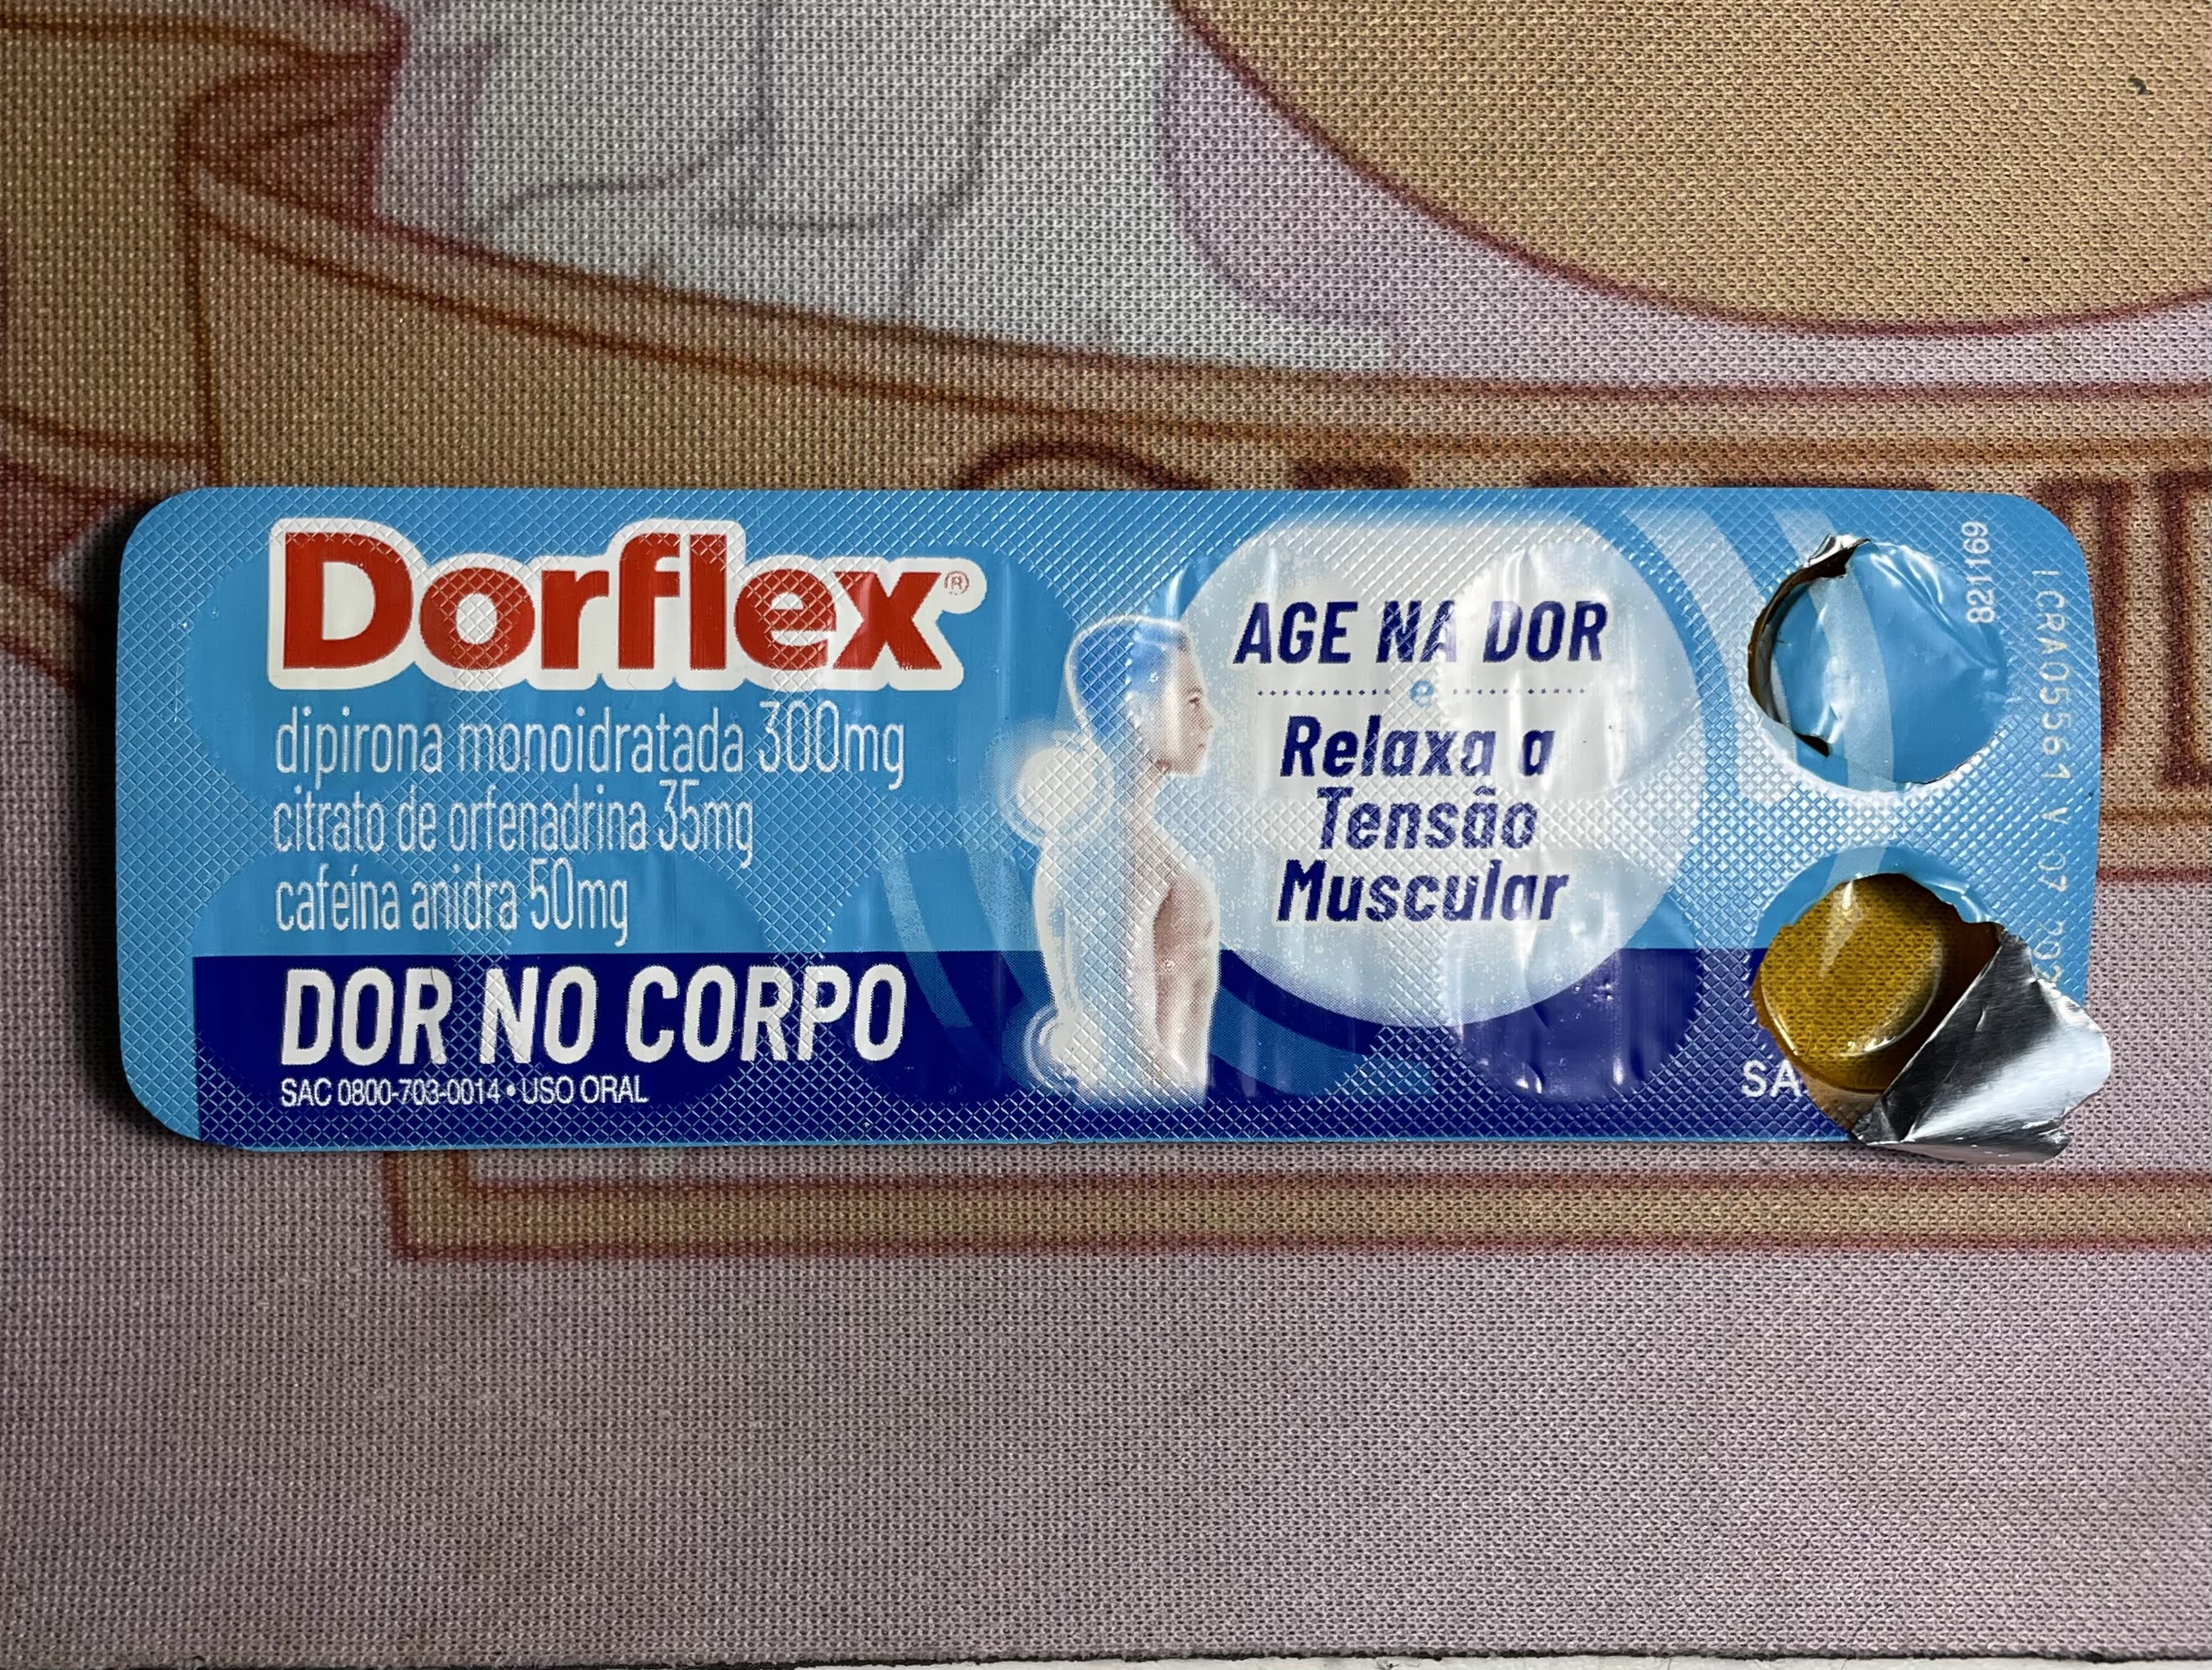 Dorflex®
dipirona monoidratada 300mg
citrato de orfenadrina 35mg
cafeína anidra 50mg
DOR NO CORPO
SAC 0800-703-0014 • USO ORAL
AGE NA DOR
e
Relaxa a
Tensão
Muscular
821169
V 07